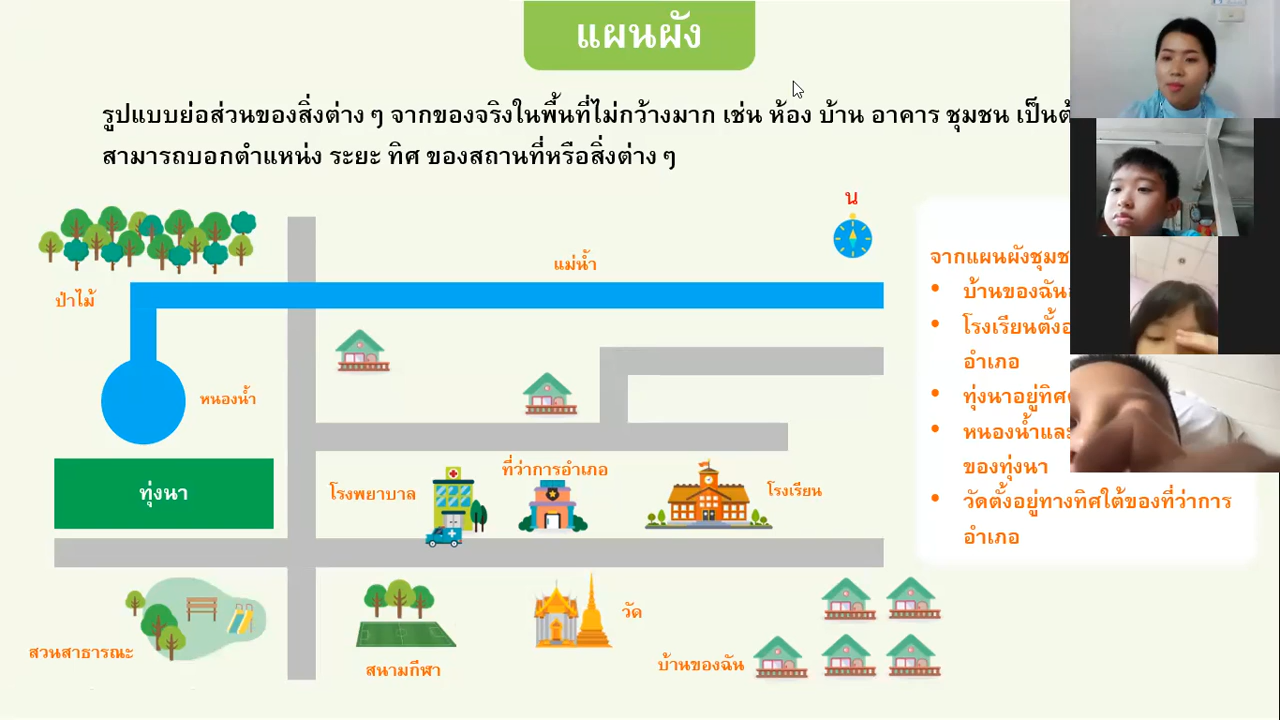 แผนผัง
รูปแบบย่อส่วนของสิ่งต่าง ๆ จากของจริงในพื้นที่ไม่กว้างมาก เช่น ห้อง บ้าน อาคาร ชุมชน
สามารถบอกตำแหน่ง ระยะ ทิศ ของสถานที่หรือสิ่งต่าง ๆ
น
แม่น้ำ
ป่าไม้
หนองน้ำ
ทุ่งนา
โรงพยาบาล
ที่ว่าการอำเภอ
โรงเรียน
สวนสาธารณะ
สนามกีฬา
วัด
บ้านของฉัน
จากแผนผังชุมช
• บ้านของฉัน
• โรงเรียนตั้งอ
อำเภอ
• ทุ่งนาอยู่ทิศ
• หนองน้ำและ
ของทุ่งนา
• วัดตั้งอยู่ทางทิศใต้ของที่ว่าการ
อำเภอ